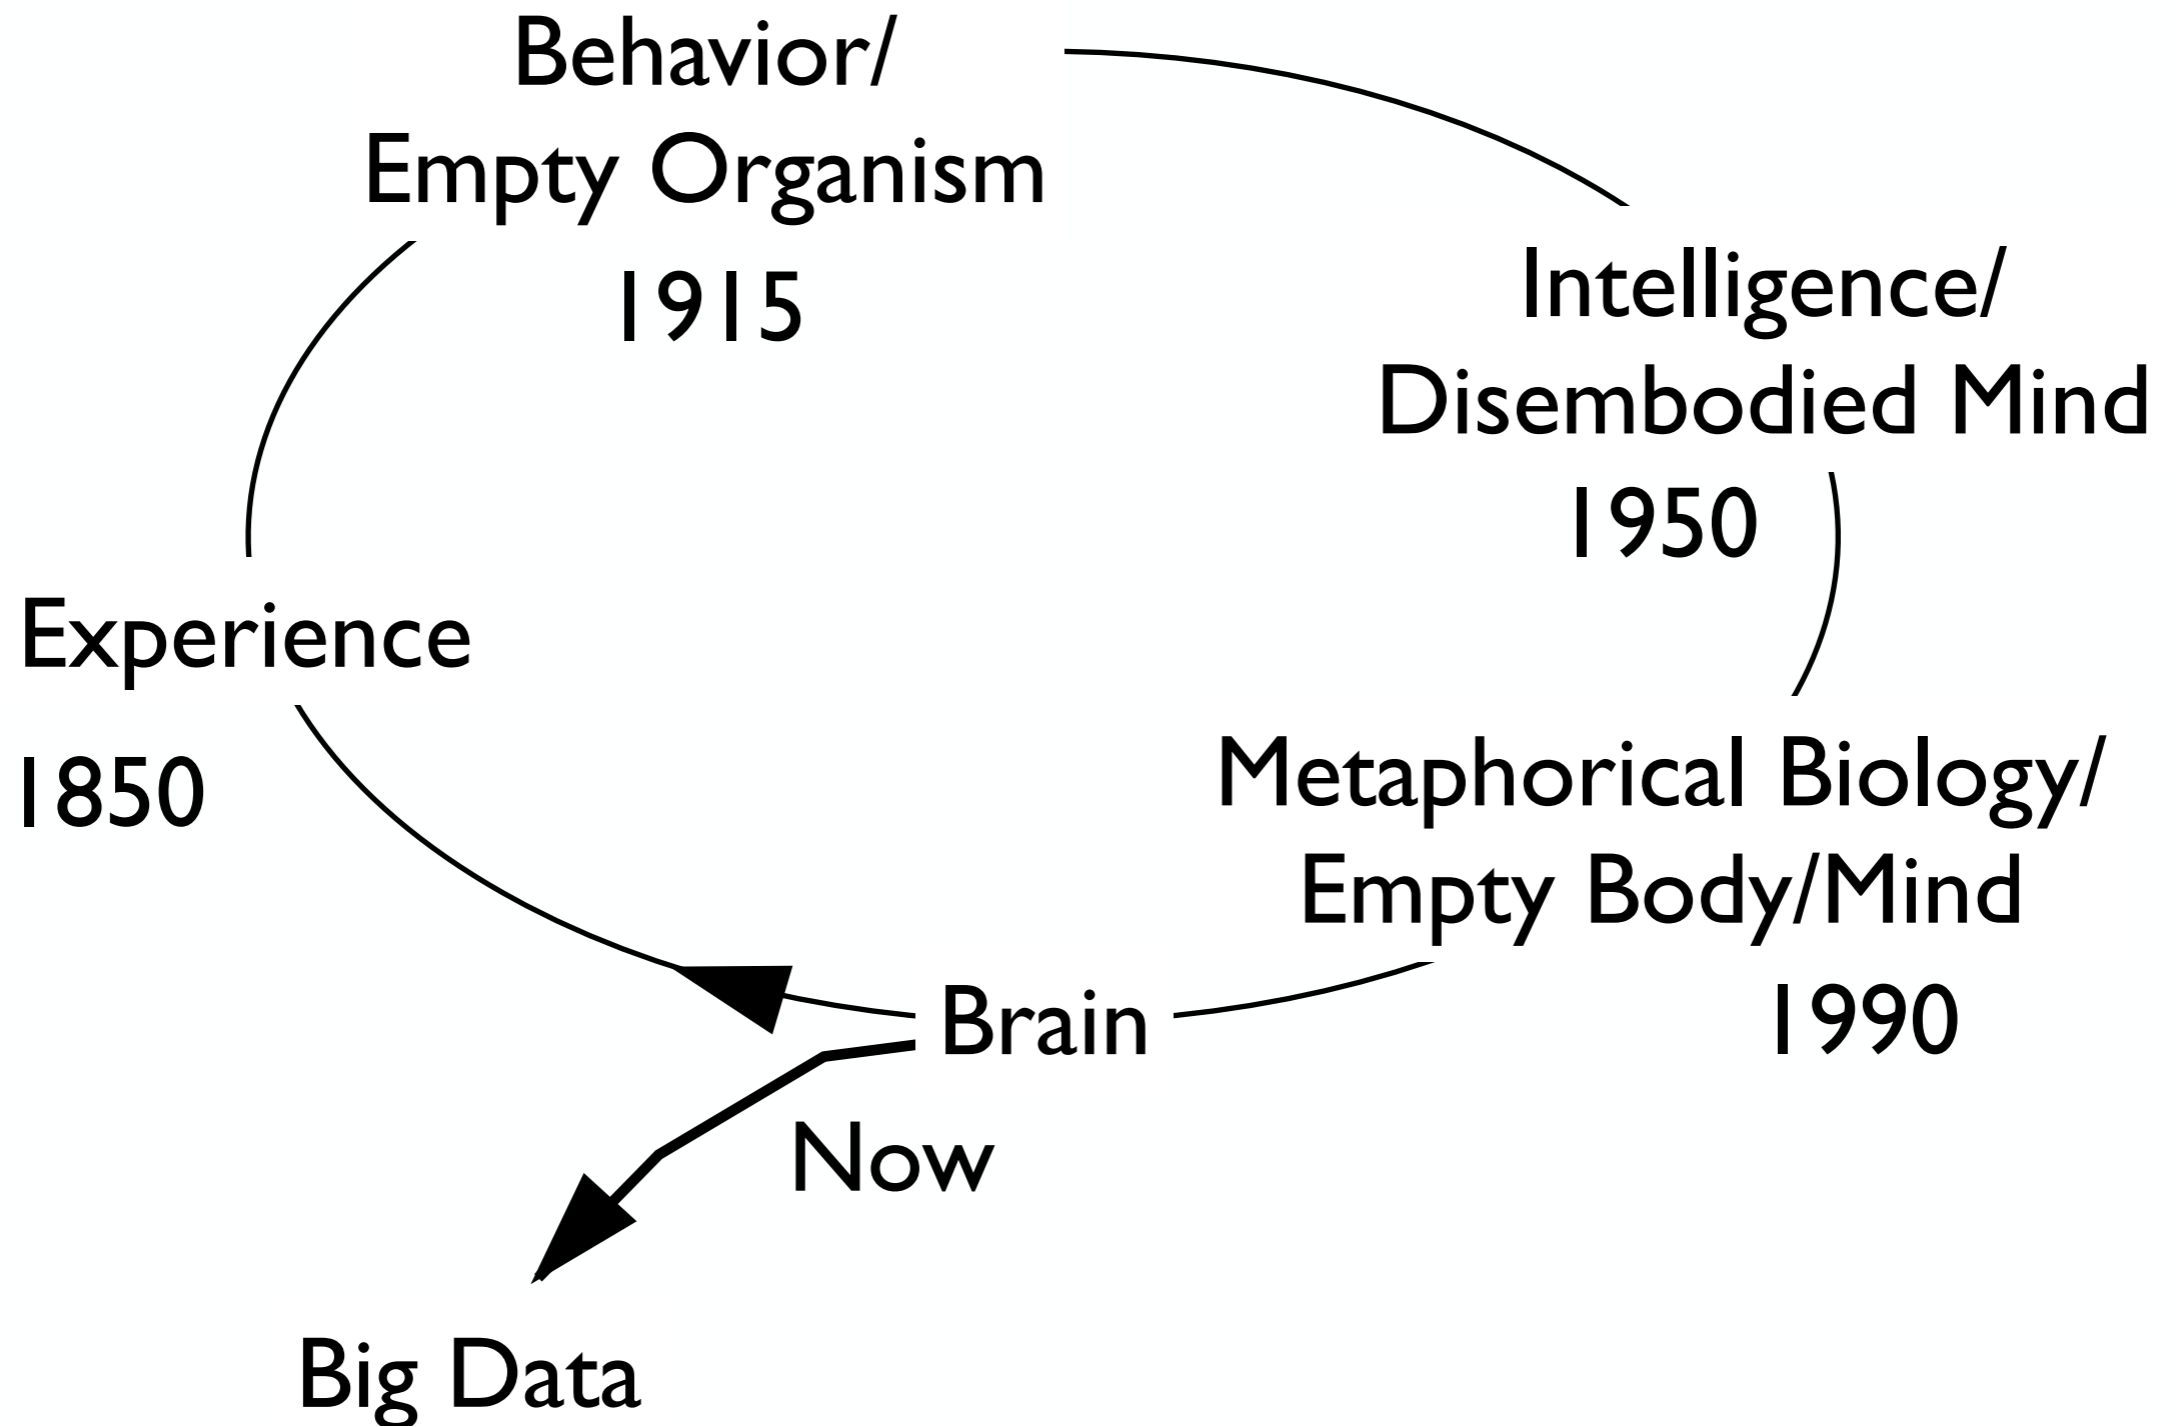 Behavior/
Empty Organism
1915
Intelligence/
Disembodied Mind
1950
Experience
1850
Metaphorical Biology/
Empty Body/Mind
1990
Brain
Now
Big Data